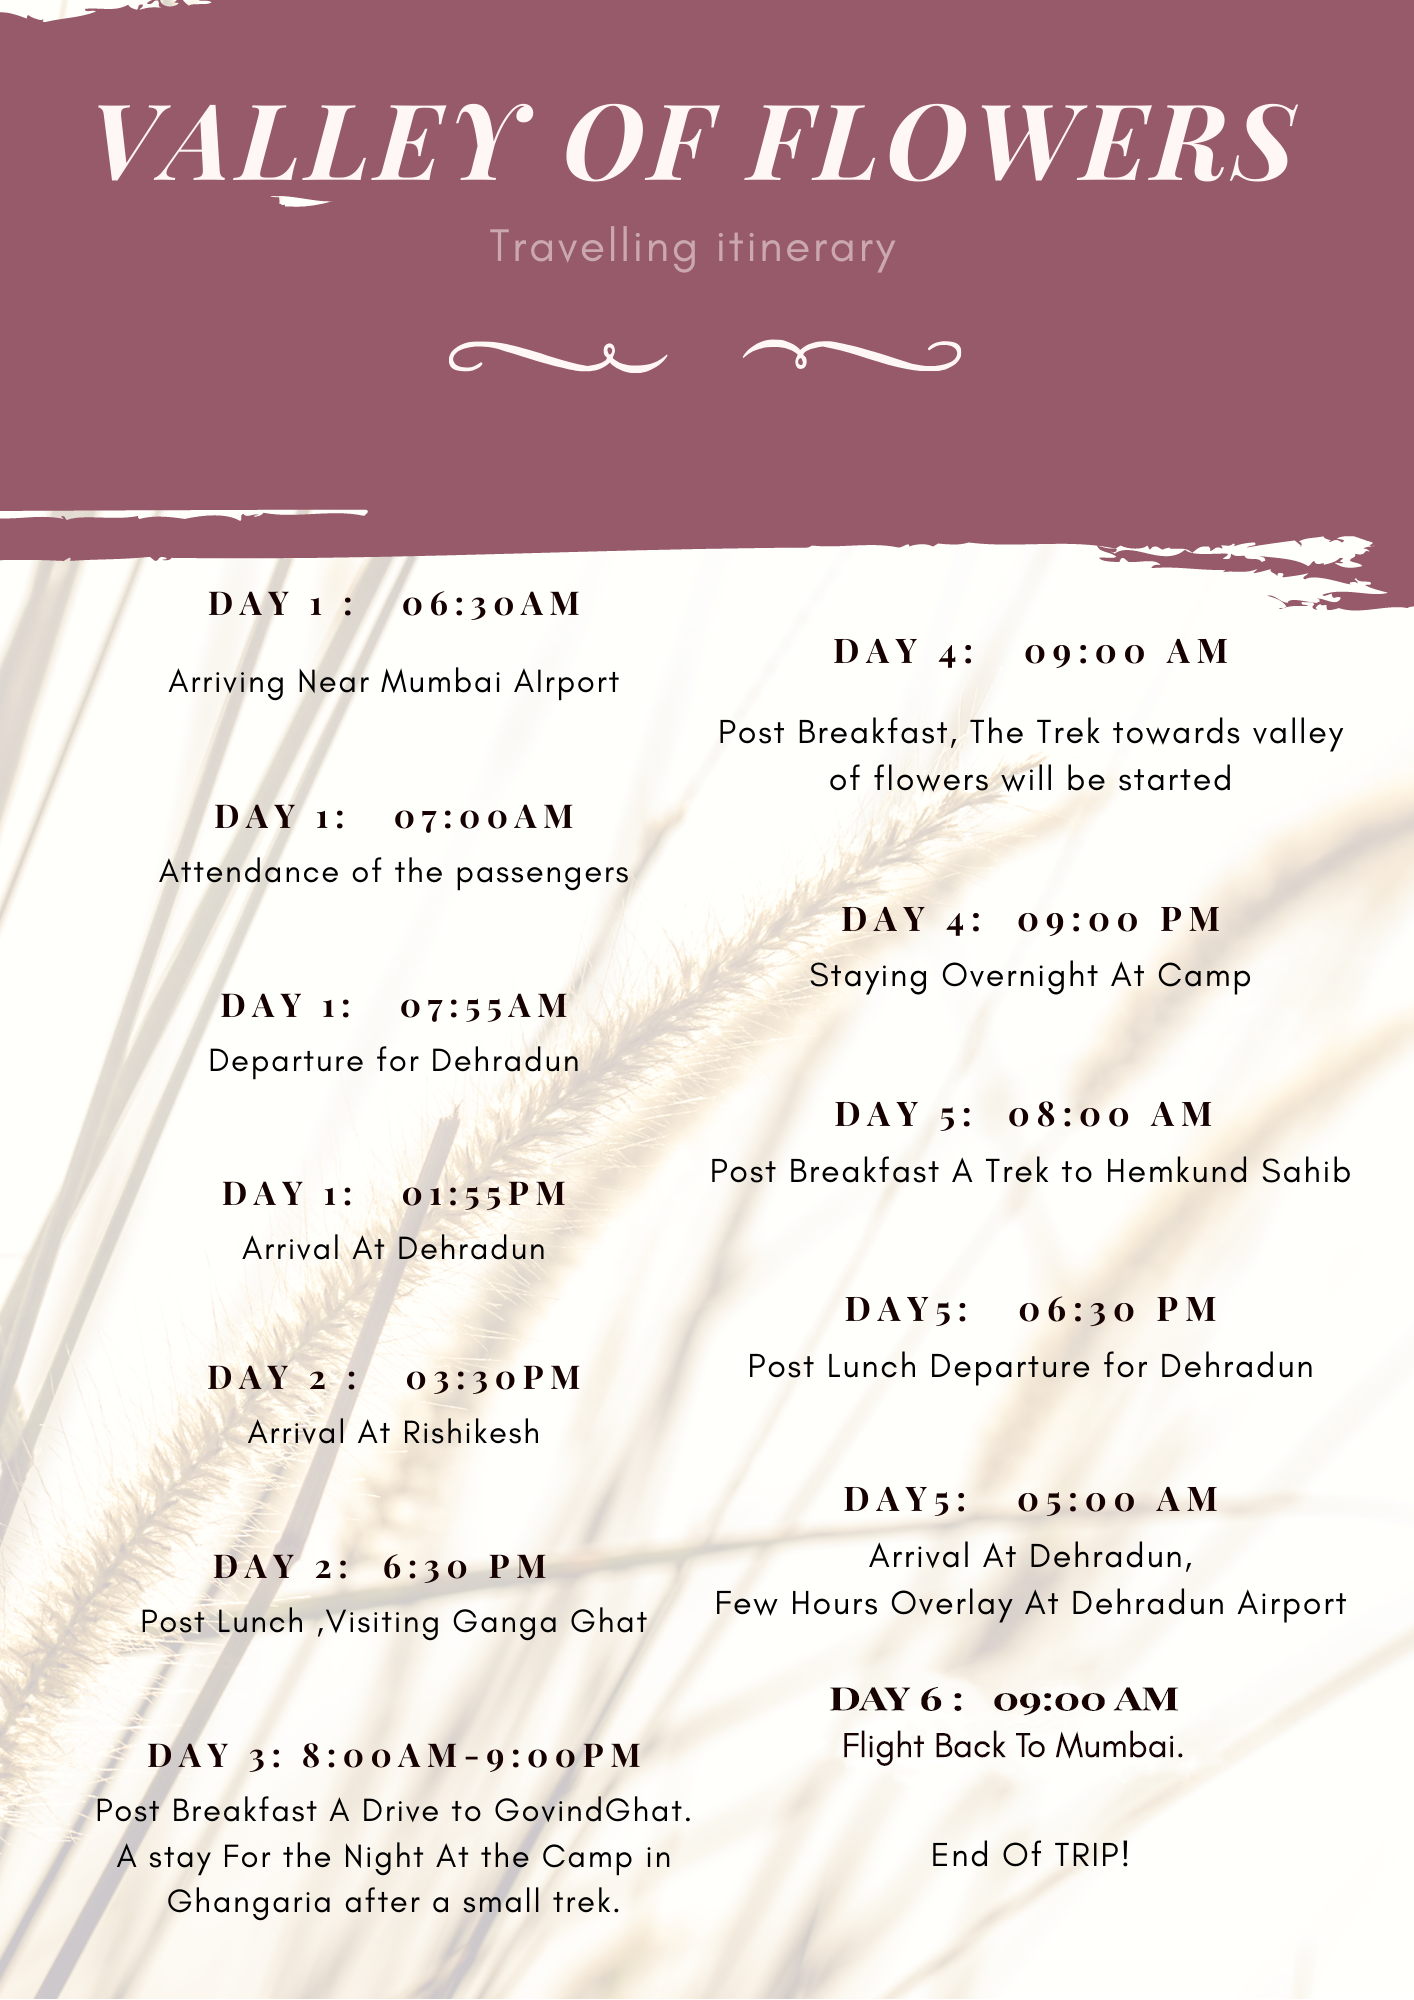 VALLEY OF FLOWERS
Travelling itinerary
DAY 1 : 06:30AM
Arriving Near Mumbai AIrport
DAY 1: 07:00AM
Attendance of the passengers
DAY 1: 07:55AM
Departure for Dehradun
DAY 1: 01:55PM
Arrival At Dehradun
DAY 2 : 03:30PM
Arrival At Rishikesh
DAY 2: 6:30 PM
Post Lunch ,Visiting Ganga Ghat
DAY 3: 8:00AM-9:00PM
Post Breakfast A Drive to GovindGhat.
A stay For the Night At the Camp in
Ghangaria after a small trek.
DAY 4: 09:00 AM
Post Breakfast, The Trek towards valley
of flowers will be started
DAY 4: 09:00 PM
Staying Overnight At Camp
DAY 5: 08:00 AM
Post Breakfast A Trek to Hemkund Sahib
DAY5: 06:30 PM
Post Lunch Departure for Dehradun
DAY5: 05:00 AM
Arrival At Dehradun,
Few Hours Overlay At Dehradun Airport
DAY 6 : 09:00 AM
Flight Back To Mumbai.
End Of TRIP!